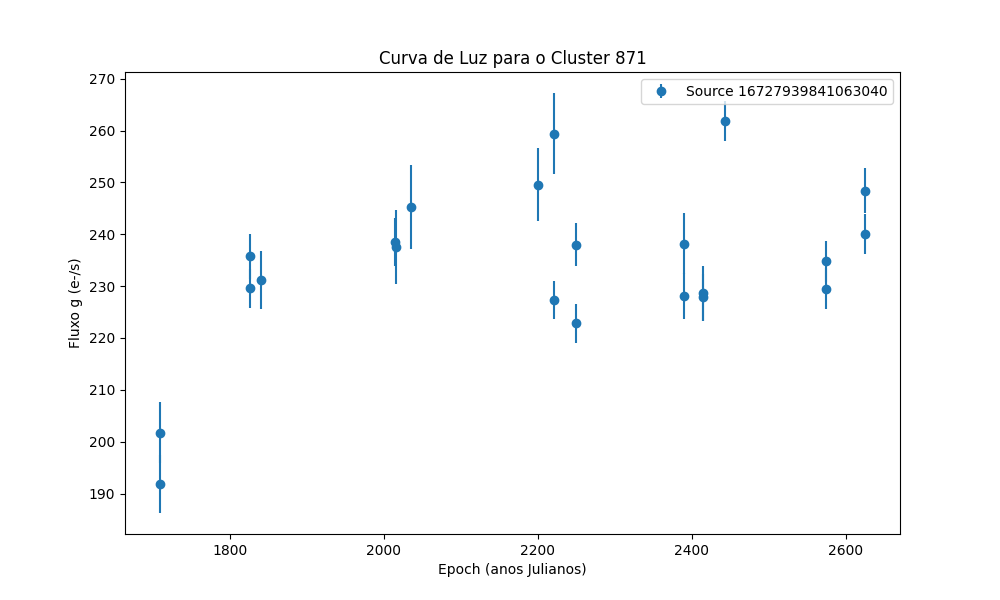 Curva de Luz para o Cluster 871
Source 16727939841063040
Fluxo g (e-/s)
270
260
250
240
230
220
210
200
190
1800 2000 2200 2400 2600
Epoch (anos Julianos)